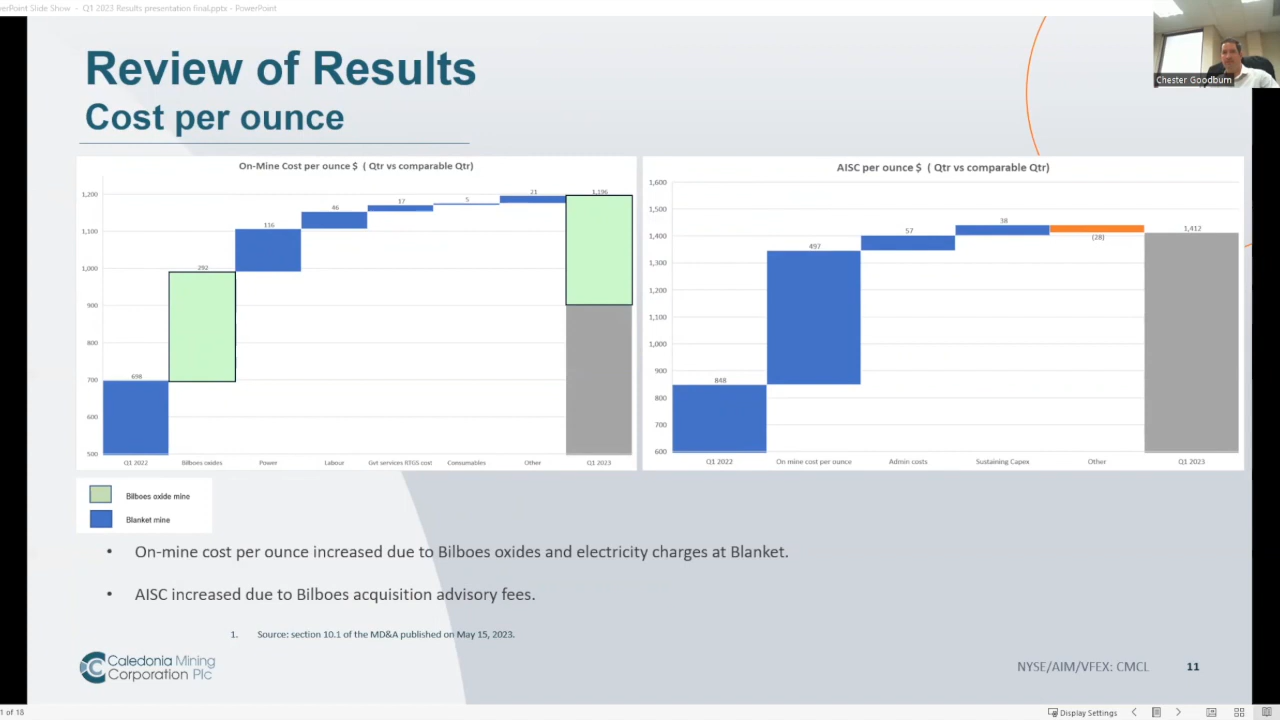 erPoint Slide Show - Q1 2023 Results presentation final.pptx - PowerPoint
Chester Goodburn
Review of Results
Cost per ounce
On-Mine Cost per ounce $ ( Qtr vs comparable Qtr)
1,200
1,100
1,000
900
800
700
600
500
698
292
116
46
17
5
21
1,196
Q1 2022
Bilboes oxides
Power
Labour
Get services RTGS cost
Consumables
Other
Q1 2023
AISC per ounce $ ( Qtr vs comparable Qtr)
1,600
1,500
1,400
1,300
1,200
1,100
1,000
900
800
700
600
848
497
57
38
(28)
1,412
Q1 2022
On mine cost per ounce
Admin costs
Sustaining Capex
Other
Q1 2023
Bilboes oxide mine
Blanket mine
• On-mine cost per ounce increased due to Bilboes oxides and electricity charges at Blanket.
• AISC increased due to Bilboes acquisition advisory fees.
1. Source: section 10.1 of the MD&A published on May 15, 2023.
Caledonia Mining
Corporation Plc
NYSE/AIM/VFEX: CMCL 11
1 of 18
Display Settings